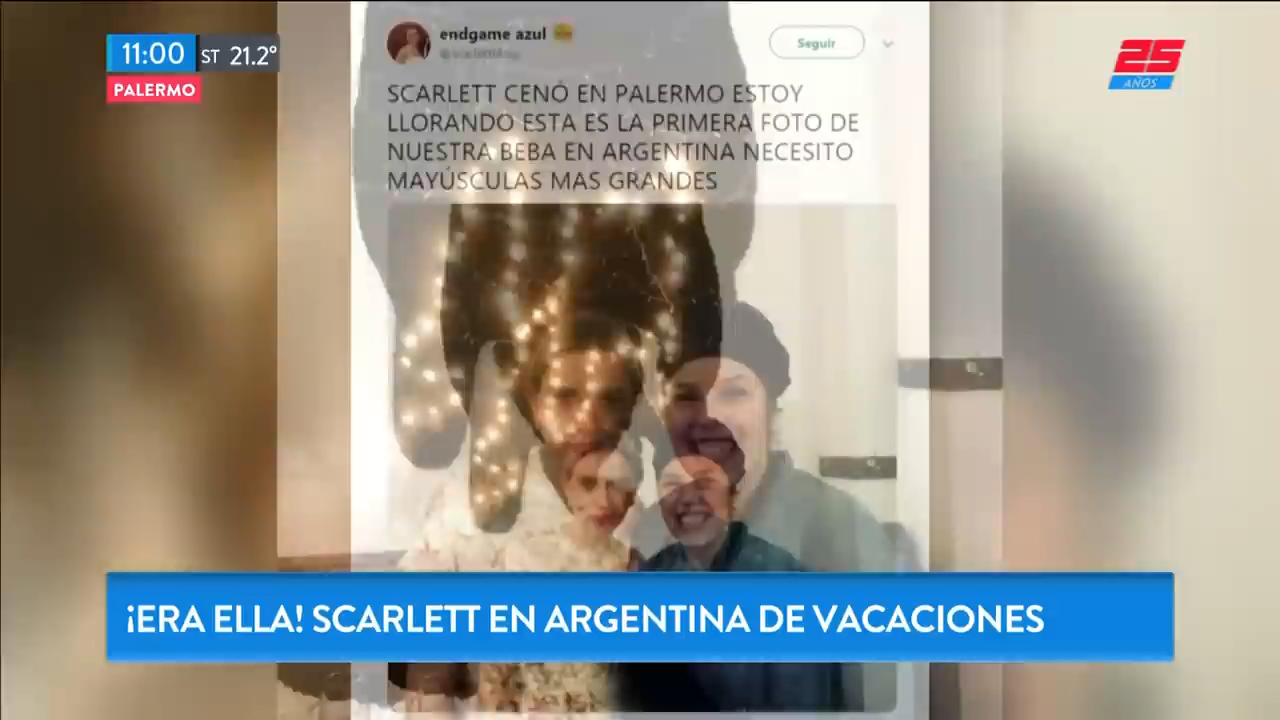 endgame azul
Seguir
11:00 ST 21.2°
PALERMO
25
AÑOS
SCARLETT CENÓ EN PALERMO ESTOY
LLORANDO ESTA ES LA PRIMERA FOTO DE
NUESTRA BEBA EN ARGENTINA NECESITO
MAYÚSCULAS MAS GRANDES
¡ERA ELLA! SCARLETT EN ARGENTINA DE VACACIONES